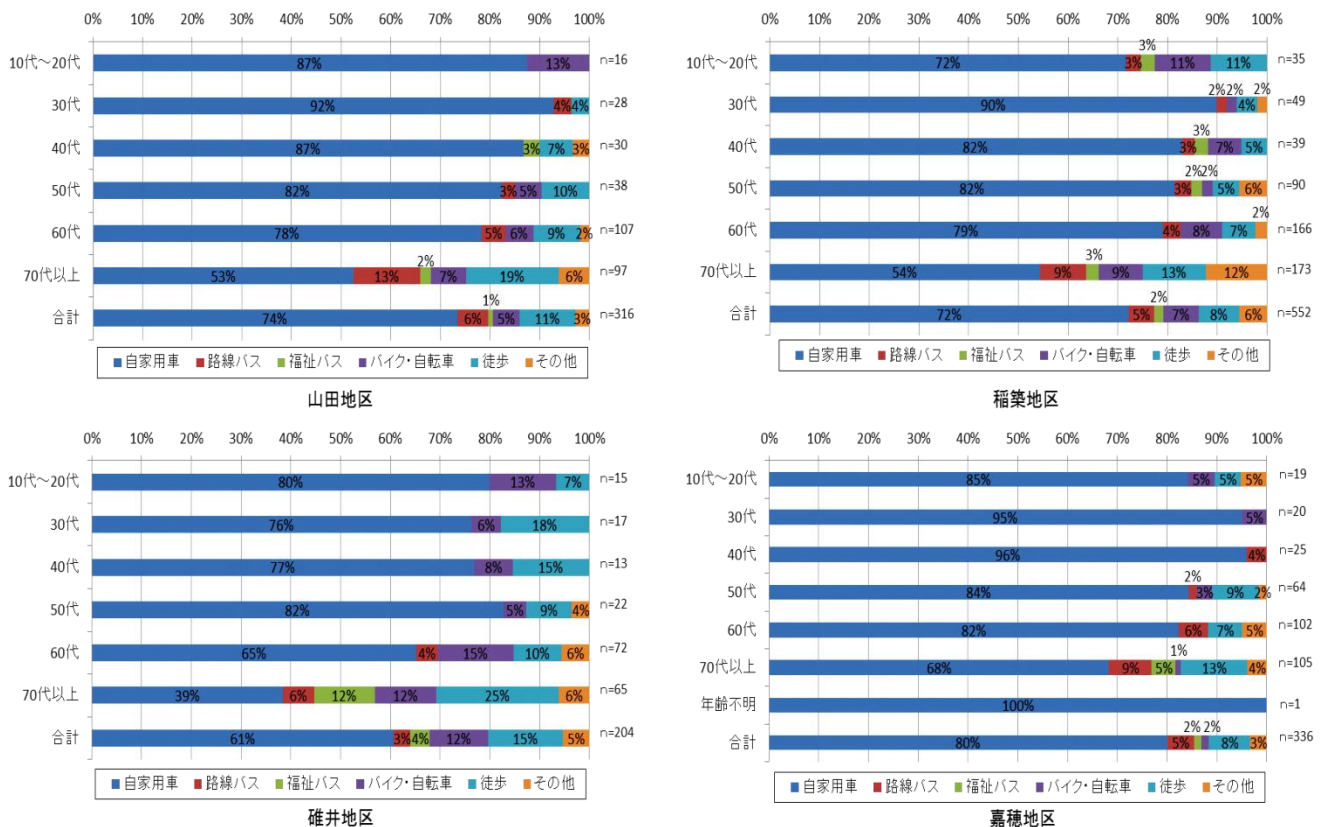 0% 10% 20% 30% 40% 50% 60% 70% 80% 90% 100%
10代~20代 87% 13% n=16
30代 92% 4% 4% n=28
40代 87% 3% 7% 3% n=30
50代 82% 3% 5% 10% n=38
60代 78% 5% 6% 9% 2% n=107
2%
70代以上 53% 13% 7% 19% 6% n=97
1%
合計 74% 6% 5% 11% 3% n=316
■自家用車 ■路線バス ■福祉バス ■バイク・自転車 ■徒歩 ■その他
山田地区
0% 10% 20% 30% 40% 50% 60% 70% 80% 90% 100%
3%
10代~20代 72% 3% 11% 11% n=35
2% 2% 2%
30代 90% 4% n=49
3%
40代 82% 3% 7% 5% n=39
2% 2%
50代 82% 3% 5% 6% n=90
2%
60代 79% 4% 8% 7% n=166
3%
70代以上 54% 9% 9% 13% 12% n=173
2%
合計 72% 5% 7% 8% 6% n=552
■自家用車 ■路線バス ■福祉バス ■バイク・自転車 ■徒歩 ■その他
稲築地区
0% 10% 20% 30% 40% 50% 60% 70% 80% 90% 100%
10代~20代 80% 13% 7% n=15
30代 76% 6% 18% n=17
40代 77% 8% 15% n=13
50代 82% 5% 9% 4% n=22
60代 65% 4% 15% 10% 6% n=72
70代以上 39% 6% 12% 12% 25% 6% n=65
合計 61% 3% 4% 12% 15% 5% n=204
■自家用車 ■路線バス ■福祉バス ■バイク・自転車 ■徒歩 ■その他
碓井地区
0% 10% 20% 30% 40% 50% 60% 70% 80% 90% 100%
10代~20代 85% 5% 5% 5% n=19
30代 95% 5% n=20
40代 96% 4% n=25
2%
50代 84% 3% 9% 2% n=64
60代 82% 6% 7% 5% n=102
1%
70代以上 68% 9% 5% 13% 4% n=105
年齢不明 100% n=1
2% 2%
合計 80% 5% 8% 3% n=336
■自家用車 ■路線バス ■福祉バス ■バイク・自転車 ■徒歩 ■その他
嘉穂地区